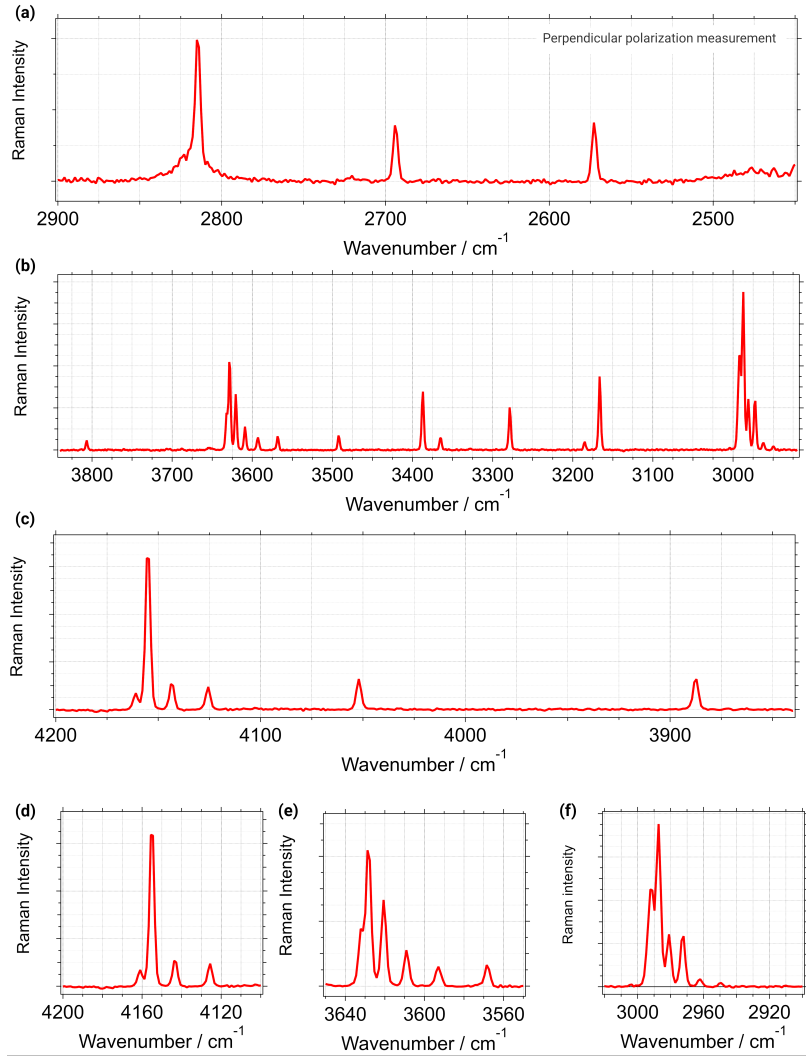 (a)
Raman Intensity
Perpendicular polarization measurement
2900 2800 2700 2600 2500
Wavenumber / cm-1
(b)
Raman Intensity
3800 3700 3600 3500 3400 3300 3200 3100 3000
Wavenumber / cm-1
(c)
Raman Intensity
4200 4100 4000 3900
Wavenumber / cm-1
(d)
Raman Intensity
4200 4160 4120
Wavenumber / cm-1
(e)
Raman Intensity
3640 3600 3560
Wavenumber / cm-1
(f)
Raman intensity
3000 2960 2920
Wavenumber / cm-1